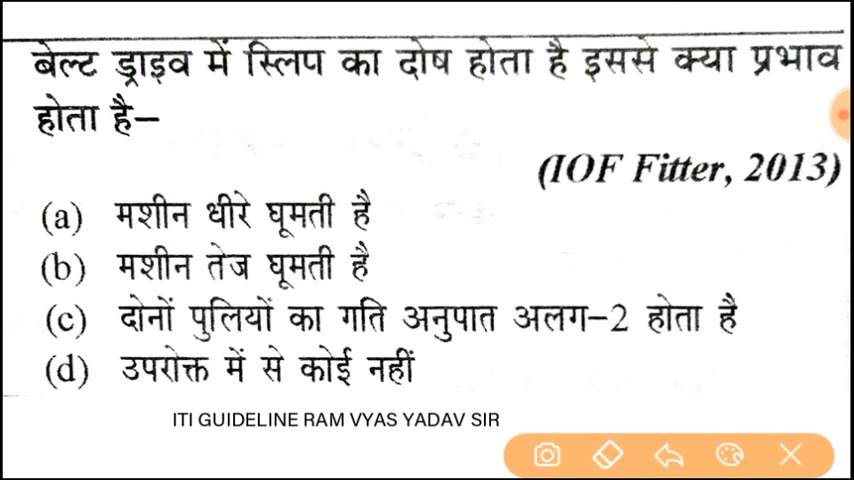 बेल्ट ड्राइव में स्लिप का दोष होता है इससे क्या प्रभाव
होता है–
(IOF Fitter, 2013)
(a) मशीन धीरे घूमती है
(b) मशीन तेज घूमती है
(c) दोनों पुलियों का गति अनुपात अलग–2 होता है
(d) उपरोक्त में से कोई नहीं
ITI GUIDELINE RAM VYAS YADAV SIR